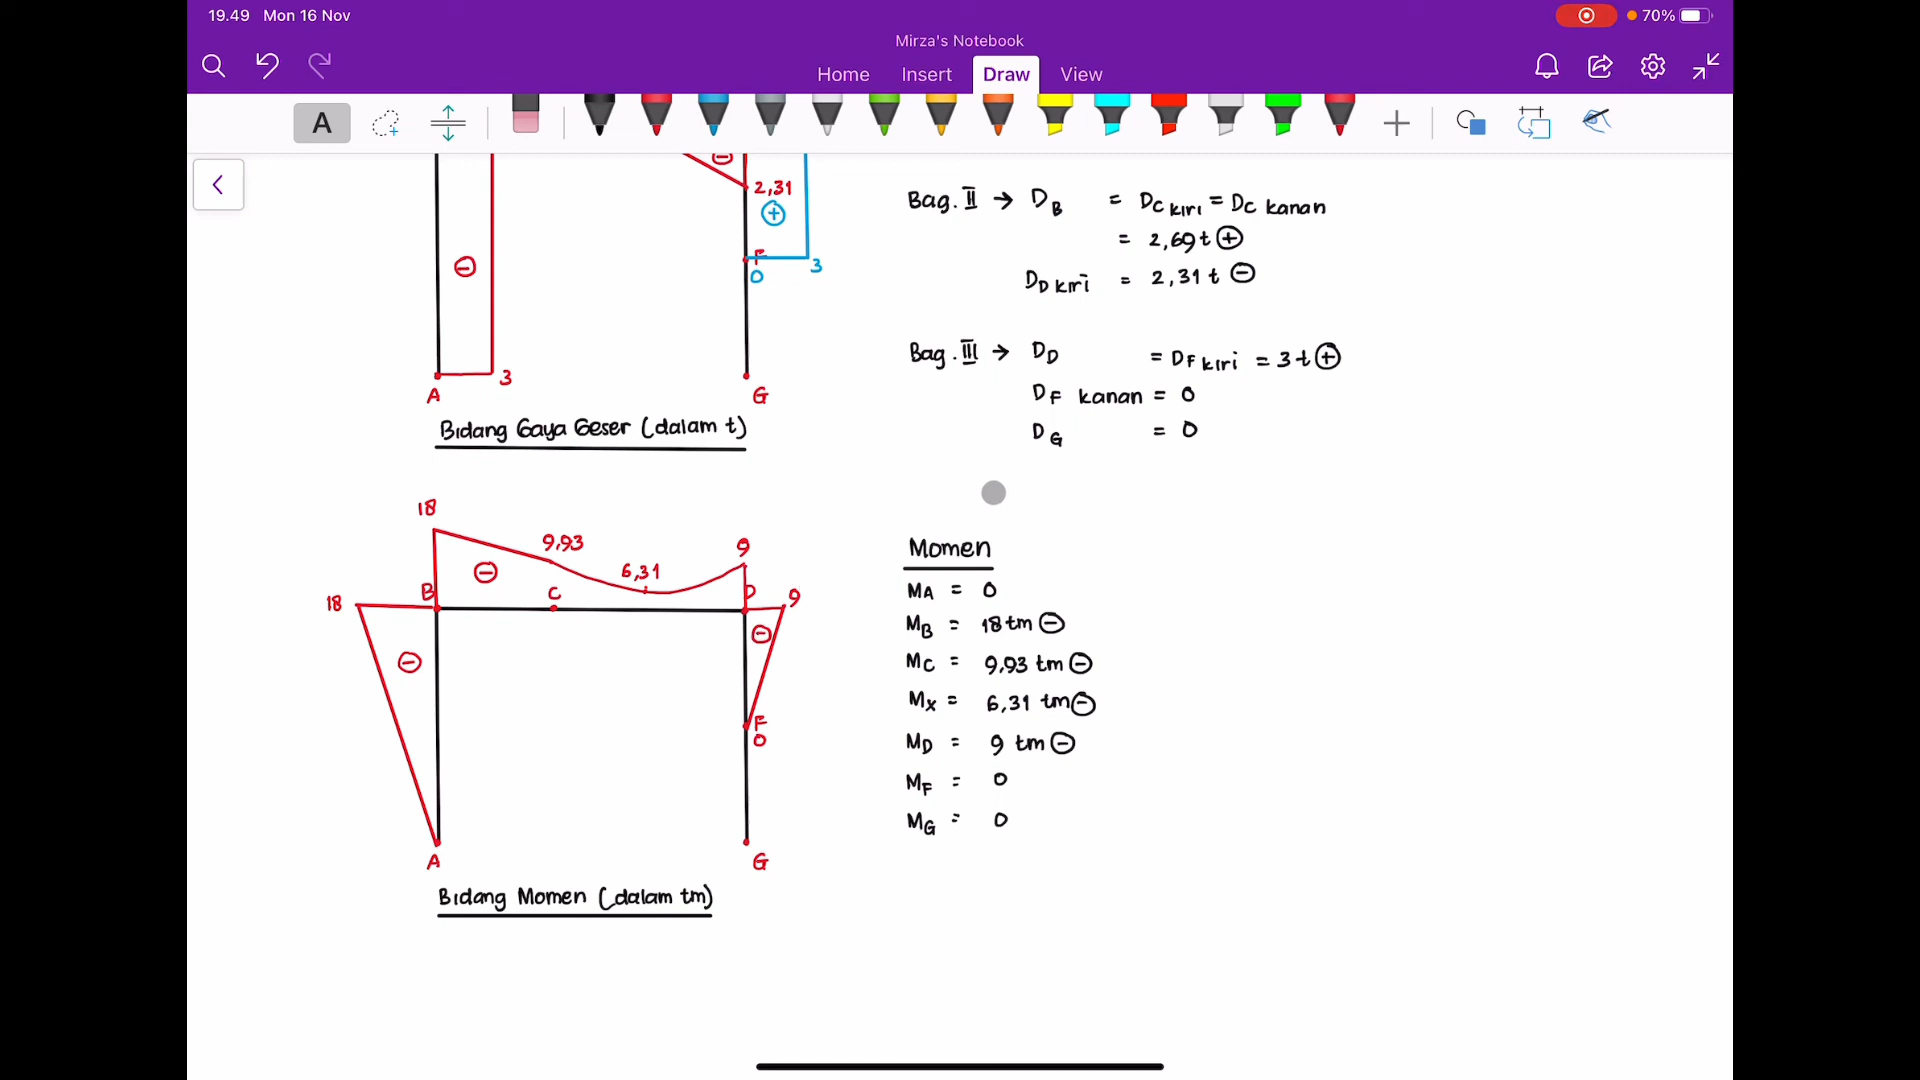 19.49 Mon 16 Nov
70%
Mirza's Notebook
Home Insert Draw View
A
2,31
F
0
3
3
A
G
Bidang Gaya Geser (dalam t)
Bag. II → DB = DC kiri = DC kanan
= 2,69 t ⊕
DD kiri = 2,31 t ⊖
Bag. III → DD = DF kiri = 3 t ⊕
DF kanan = 0
DG = 0
18
9,93
6,31
9
18
B
C
D
9
F
0
A
G
Bidang Momen (dalam tm)
Momen
MA = 0
MB = 18 tm ⊖
MC = 9,93 tm ⊖
MX = 6,31 tm ⊖
MD = 9 tm ⊖
MF = 0
MG = 0